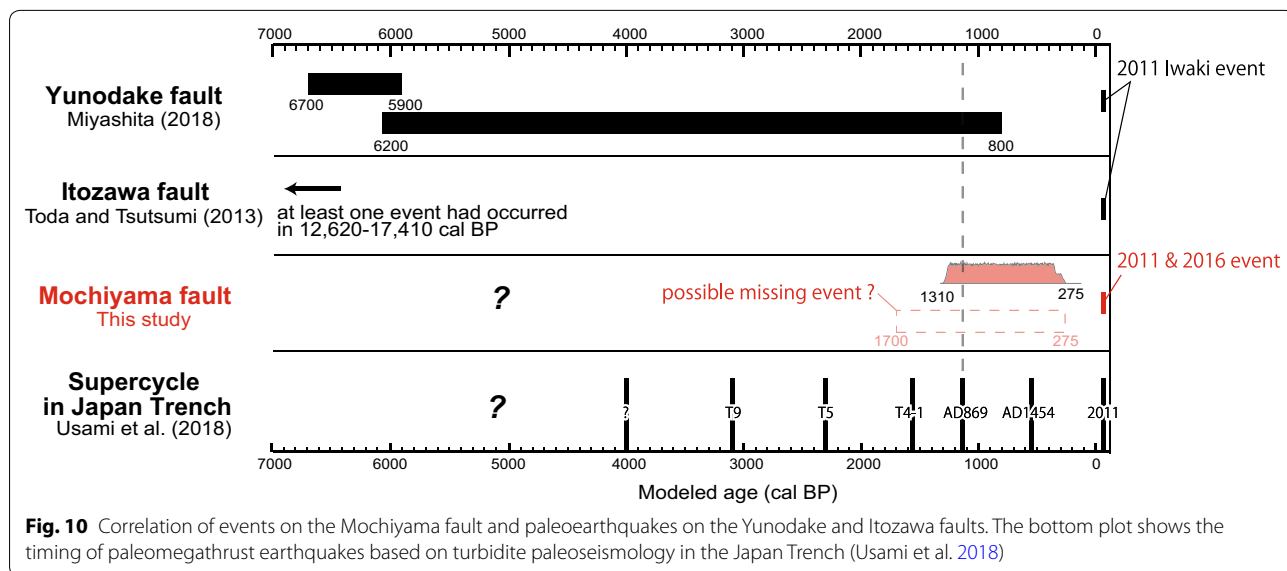 7000 6000 5000 4000 3000 2000 1000 0
Yunodake fault
Miyashita (2018)
6700 5900
6200 800
2011 Iwaki event
Itozawa fault
Toda and Tsutsumi (2013)
at least one event had occurred
in 12,620-17,410 cal BP
Mochiyama fault
This study
?
possible missing event ?
1310 275
1700 275
2011 & 2016 event
Supercycle
in Japan Trench
Usami et al. (2018)
?
? T9 T5 T4-1 AD869 AD1454 2011
7000 6000 5000 4000 3000 2000 1000 0
Modeled age (cal BP)
Fig. 10 Correlation of events on the Mochiyama fault and paleoearthquakes on the Yunodake and Itozawa faults. The bottom plot shows the
timing of paleomegathrust earthquakes based on turbidite paleoseismology in the Japan Trench (Usami et al. 2018)